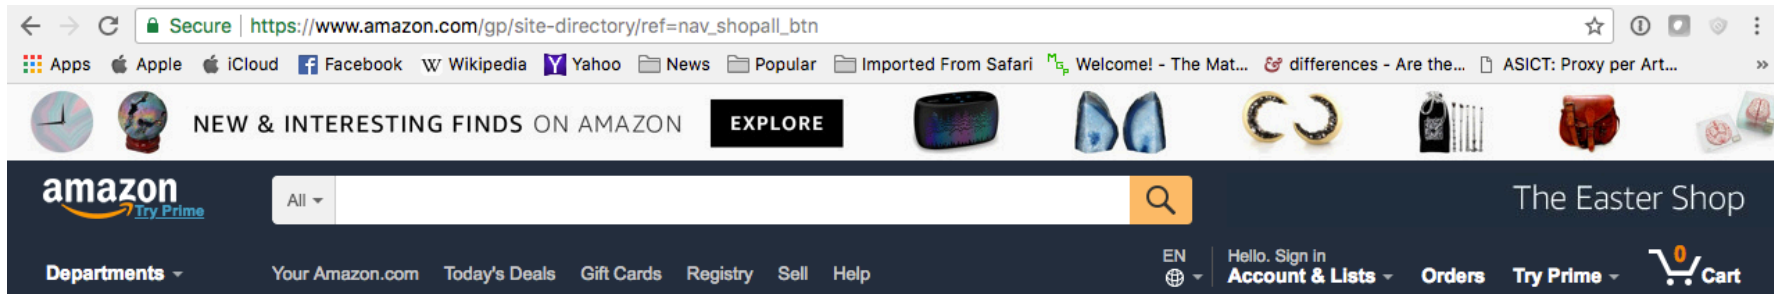 Secure https://www.amazon.com/gp/site-directory/ref=nav_shopall_btn
Apps Apple iCloud Facebook W Wikipedia Y Yahoo News Popular Imported From Safari MGP Welcome! - The Mat... & differences - Are the... ASICT: Proxy per Art... »
NEW & INTERESTING FINDS ON AMAZON EXPLORE
amazon Try Prime All The Easter Shop
Departments Your Amazon.com Today's Deals Gift Cards Registry Sell Help EN Hello. Sign in Account & Lists Orders Try Prime 0 Cart